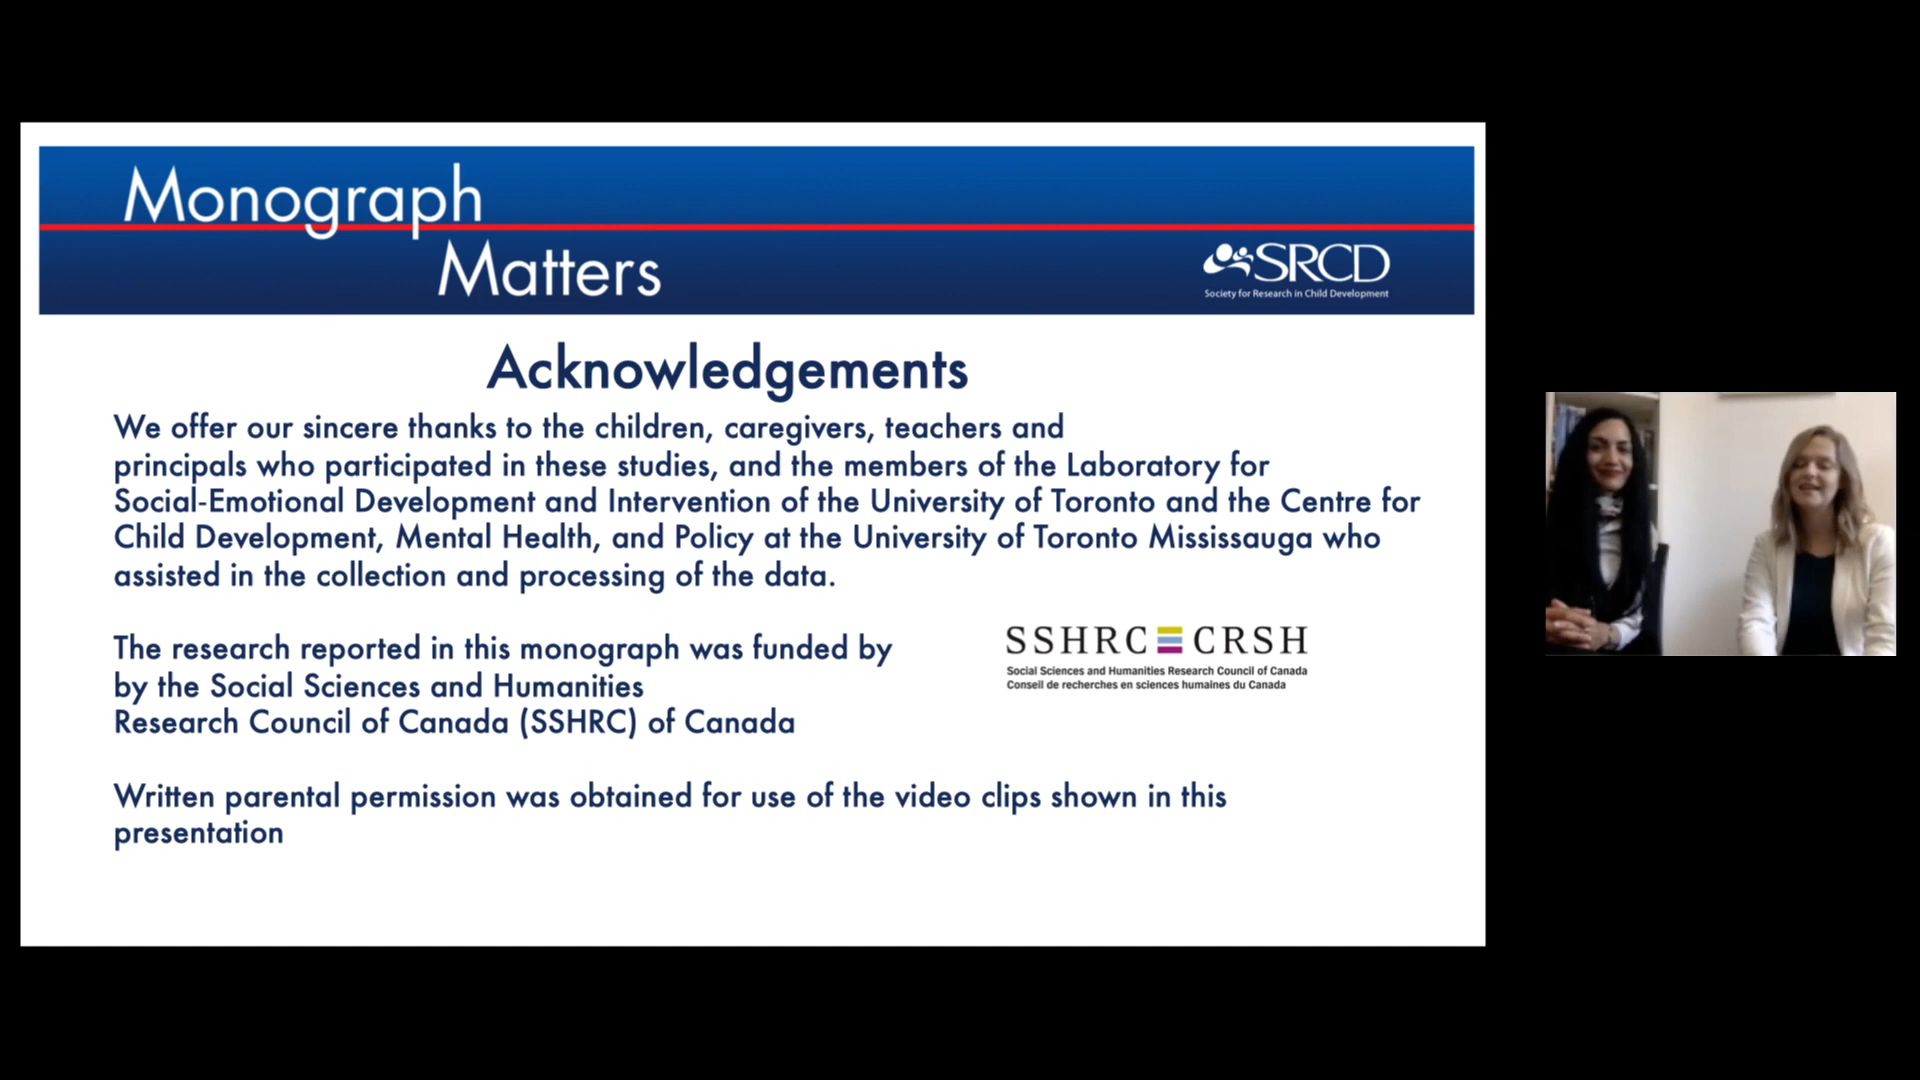 Monograph
Matters
SRCD
Society for Research in Child Development
Acknowledgements
We offer our sincere thanks to the children, caregivers, teachers and
principals who participated in these studies, and the members of the Laboratory for
Social-Emotional Development and Intervention of the University of Toronto and the Centre for
Child Development, Mental Health, and Policy at the University of Toronto Mississauga who
assisted in the collection and processing of the data.
The research reported in this monograph was funded by
by the Social Sciences and Humanities
Research Council of Canada (SSHRC) of Canada
SSHRC CRSH
Social Sciences and Humanities Research Council of Canada
Conseil de recherches en sciences humaines du Canada
Written parental permission was obtained for use of the video clips shown in this
presentation